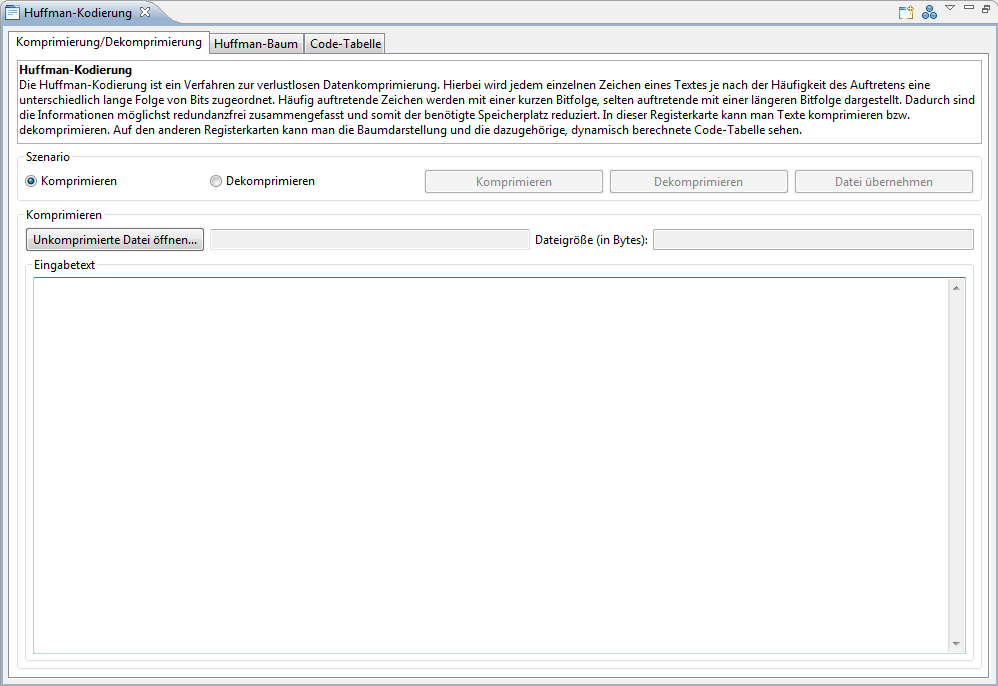 Huffman-Kodierung
Komprimierung/Dekomprimierung Huffman-Baum Code-Tabelle
Huffman-Kodierung
Die Huffman-Kodierung ist ein Verfahren zur verlustlosen Datenkomprimierung. Hierbei wird jedem einzelnen Zeichen eines Textes je nach der Häufigkeit des Auftretens eine
unterschiedlich lange Folge von Bits zugeordnet. Häufig auftretende Zeichen werden mit einer kurzen Bitfolge, selten auftretende mit einer längeren Bitfolge dargestellt. Dadurch sind
die Informationen möglichst redundanzfrei zusammengefasst und somit der benötigte Speicherplatz reduziert. In dieser Registerkarte kann man Texte komprimieren bzw.
dekomprimieren. Auf den anderen Registerkarten kann man die Baumdarstellung und die dazugehörige, dynamisch berechnete Code-Tabelle sehen.
Szenario
Komprimieren Dekomprimieren Komprimieren Dekomprimieren Datei übernehmen
Komprimieren
Unkomprimierte Datei öffnen... Dateigröße (in Bytes):
Eingabetext